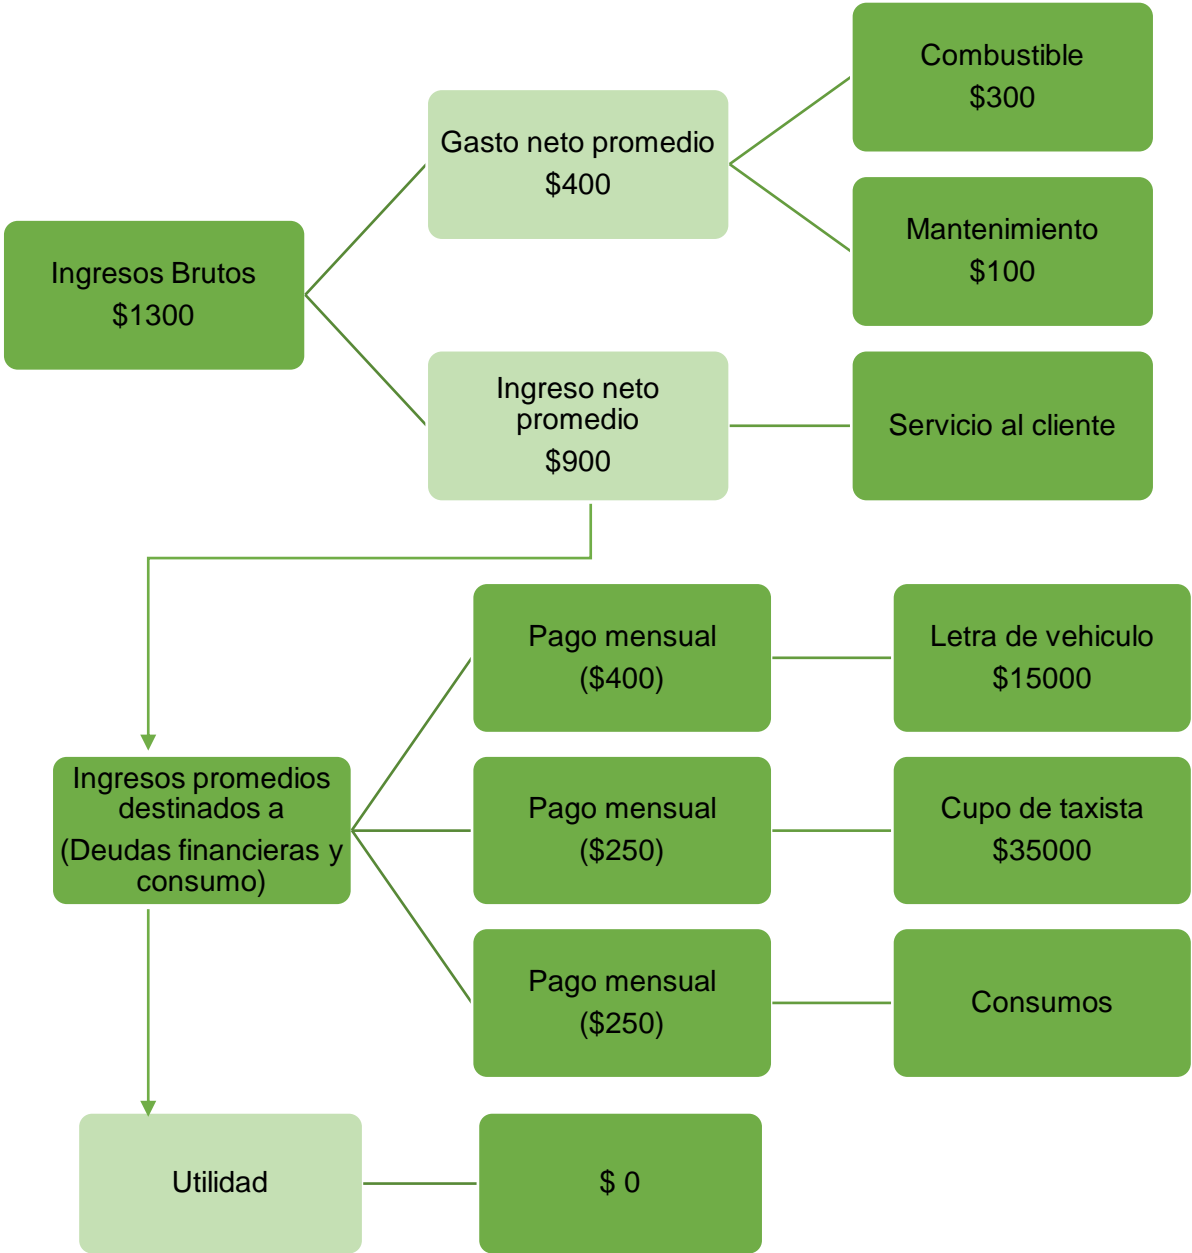 Combustible
$300
Gasto neto promedio
$400
Mantenimiento
$100
Ingresos Brutos
$1300
Ingreso neto
promedio
$900
Servicio al cliente
Pago mensual
($400)
Letra de vehiculo
$15000
Ingresos promedios
destinados a
(Deudas financieras y
consumo)
Pago mensual
($250)
Cupo de taxista
$35000
Pago mensual
($250)
Consumos
Utilidad
$ 0